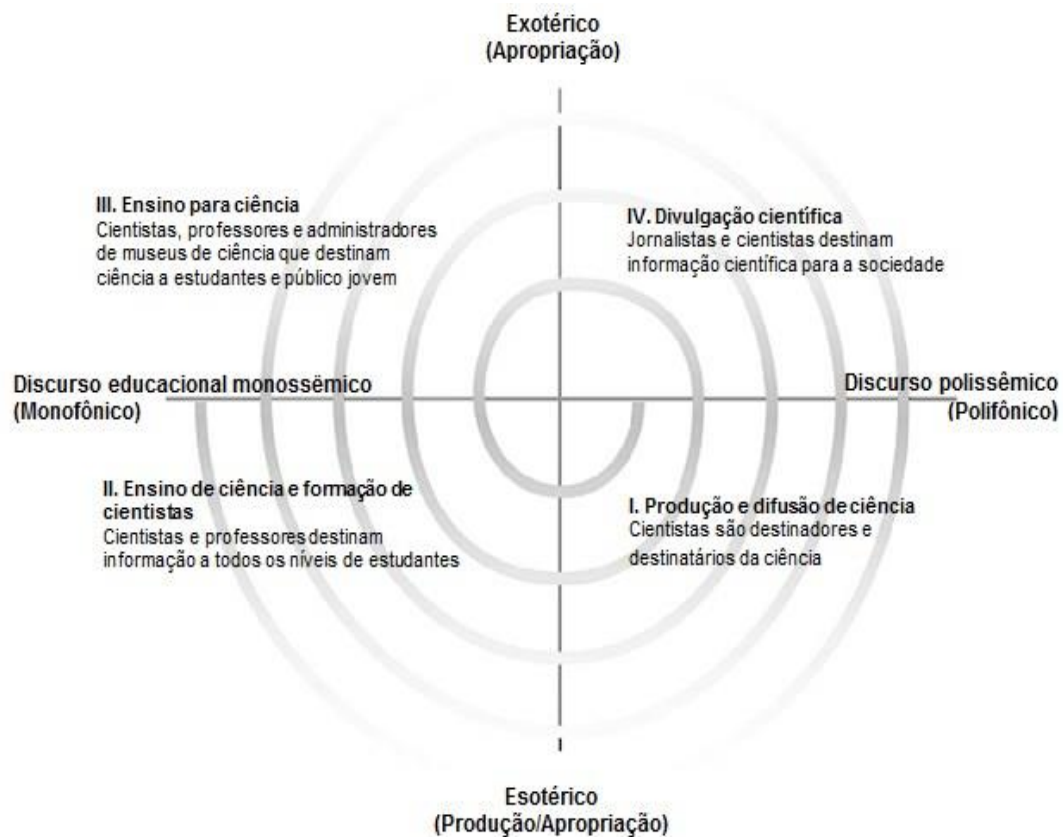 Exotérico
(Apropriação)
III. Ensino para ciência
Cientistas, professores e administradores
de museus de ciência que destinam
ciência a estudantes e público jovem
IV. Divulgação científica
Jornalistas e cientistas destinam
informação científica para a sociedade
Discurso educacional monossêmico
(Monofônico)
Discurso polissêmico
(Polifônico)
II. Ensino de ciência e formação de
cientistas
Cientistas e professores destinam
informação a todos os níveis de estudantes
I. Produção e difusão de ciência
Cientistas são destinadores e
destinatários da ciência
Esotérico
(Produção/Apropriação)